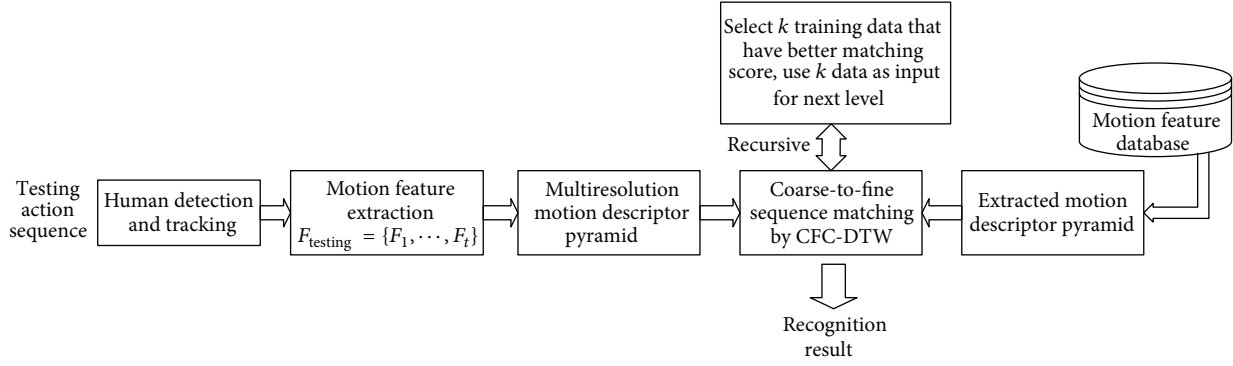 Select k training data that
have better matching
score, use k data as input
for next level
Motion feature
database
Recursive
Testing
action
sequence
Human detection
and tracking
Motion feature
extraction
F_testing = {F_1, ⋯, F_t}
Multiresolution
motion descriptor
pyramid
Coarse-to-fine
sequence matching
by CFC-DTW
Extracted motion
descriptor pyramid
Recognition
result